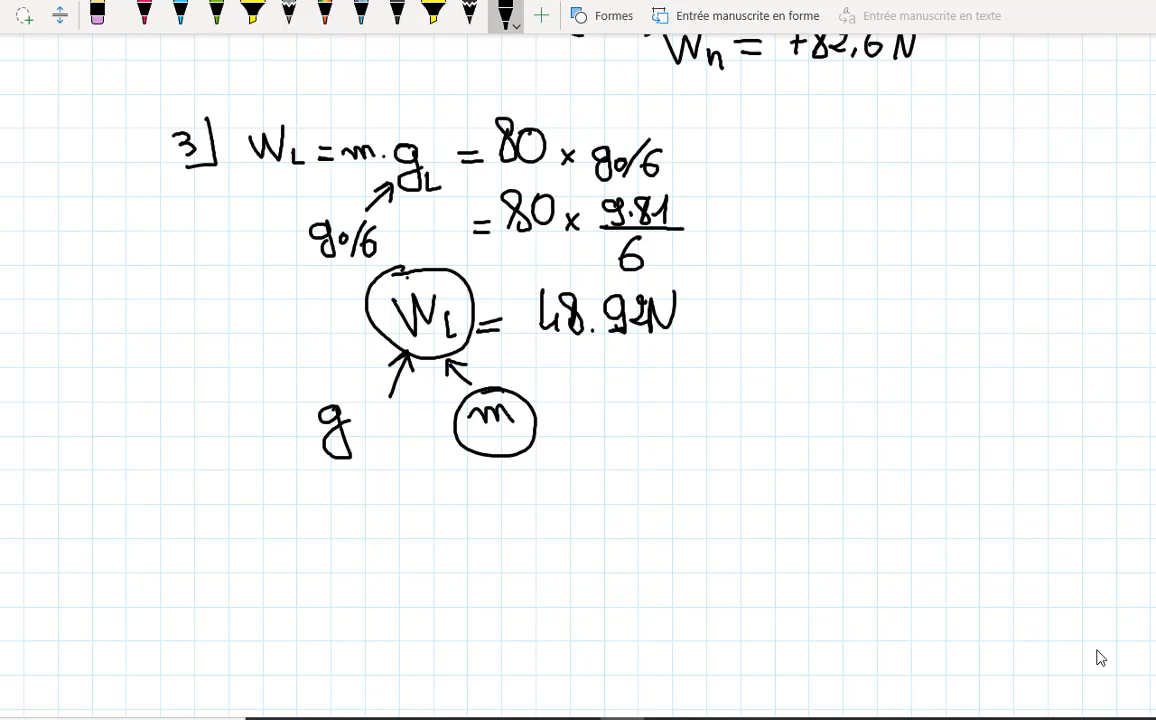 Formes Entrée manuscrite en forme Entrée manuscrite en texte
Wn = +82,6 N
3] WL = m. gL = 80 × g0/6
g0/6 = 80 × 9.81/6
WL = 48.92N
g m